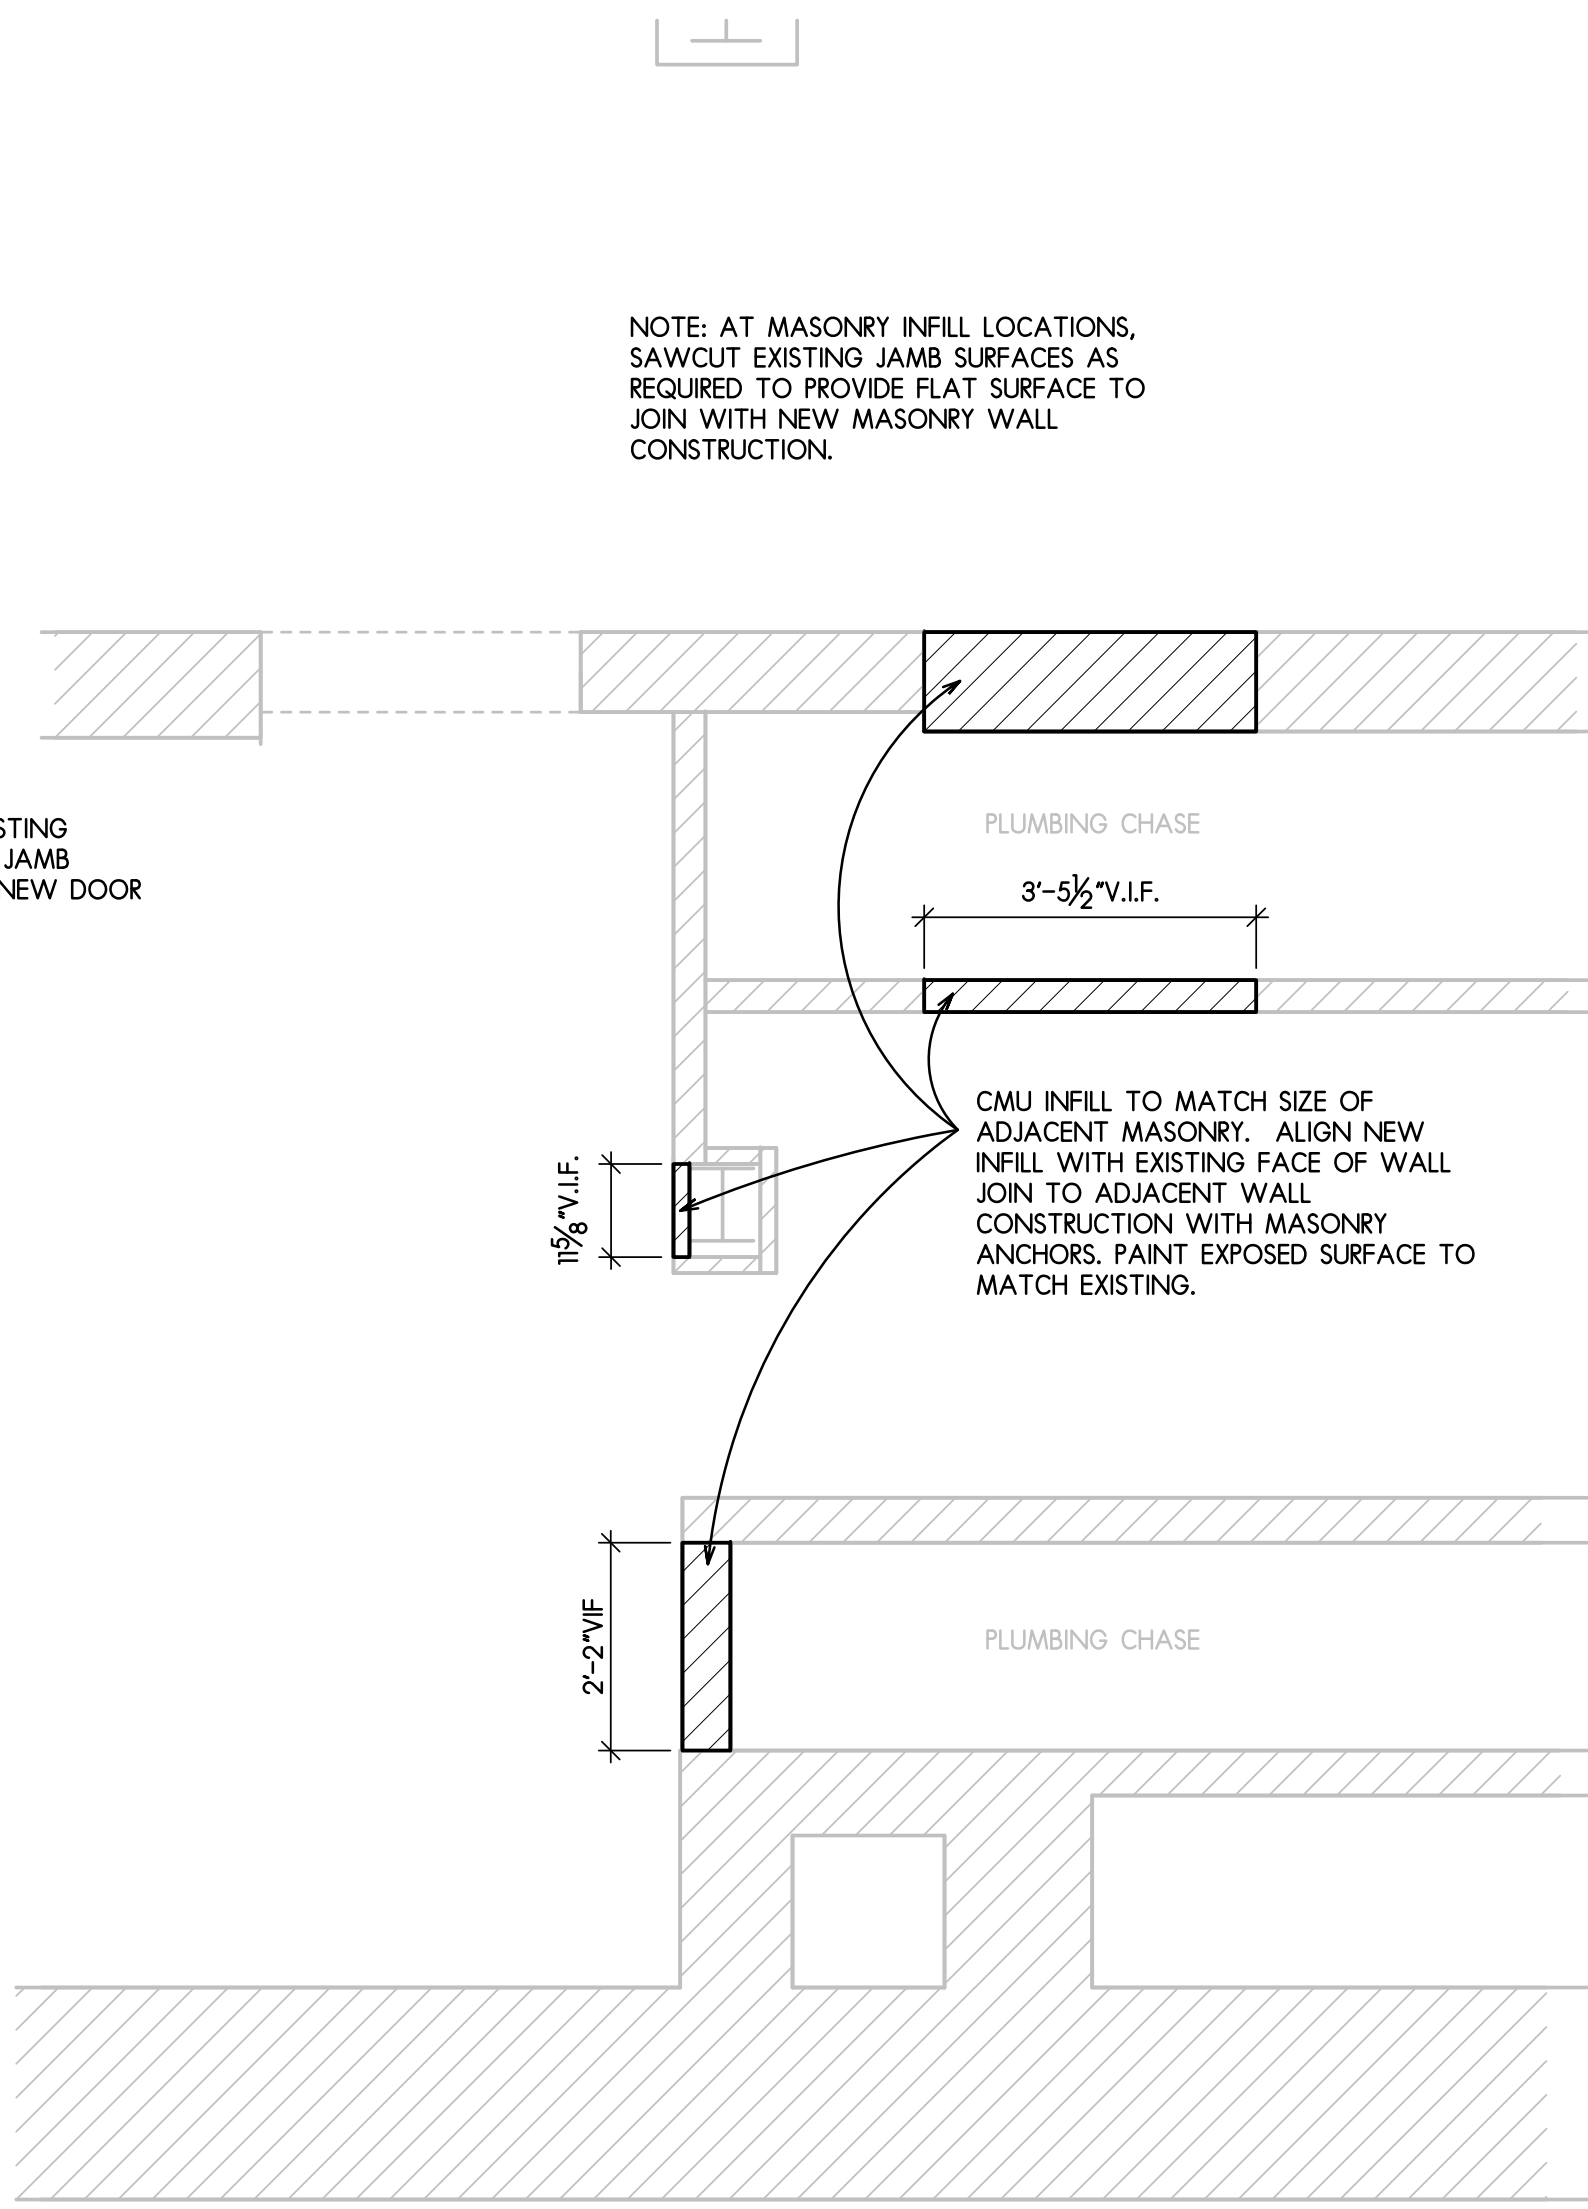 NOTE: AT MASONRY INFILL LOCATIONS,
SAWCUT EXISTING JAMB SURFACES AS
REQUIRED TO PROVIDE FLAT SURFACE TO
JOIN WITH NEW MASONRY WALL
CONSTRUCTION.
JAMB
NEW DOOR
PLUMBING CHASE
3'-5½"V.I.F.
CMU INFILL TO MATCH SIZE OF
ADJACENT MASONRY. ALIGN NEW
INFILL WITH EXISTING FACE OF WALL
JOIN TO ADJACENT WALL
CONSTRUCTION WITH MASONRY
ANCHORS. PAINT EXPOSED SURFACE TO
MATCH EXISTING.
11⅝"V.I.F.
2'-2"VIF
PLUMBING CHASE